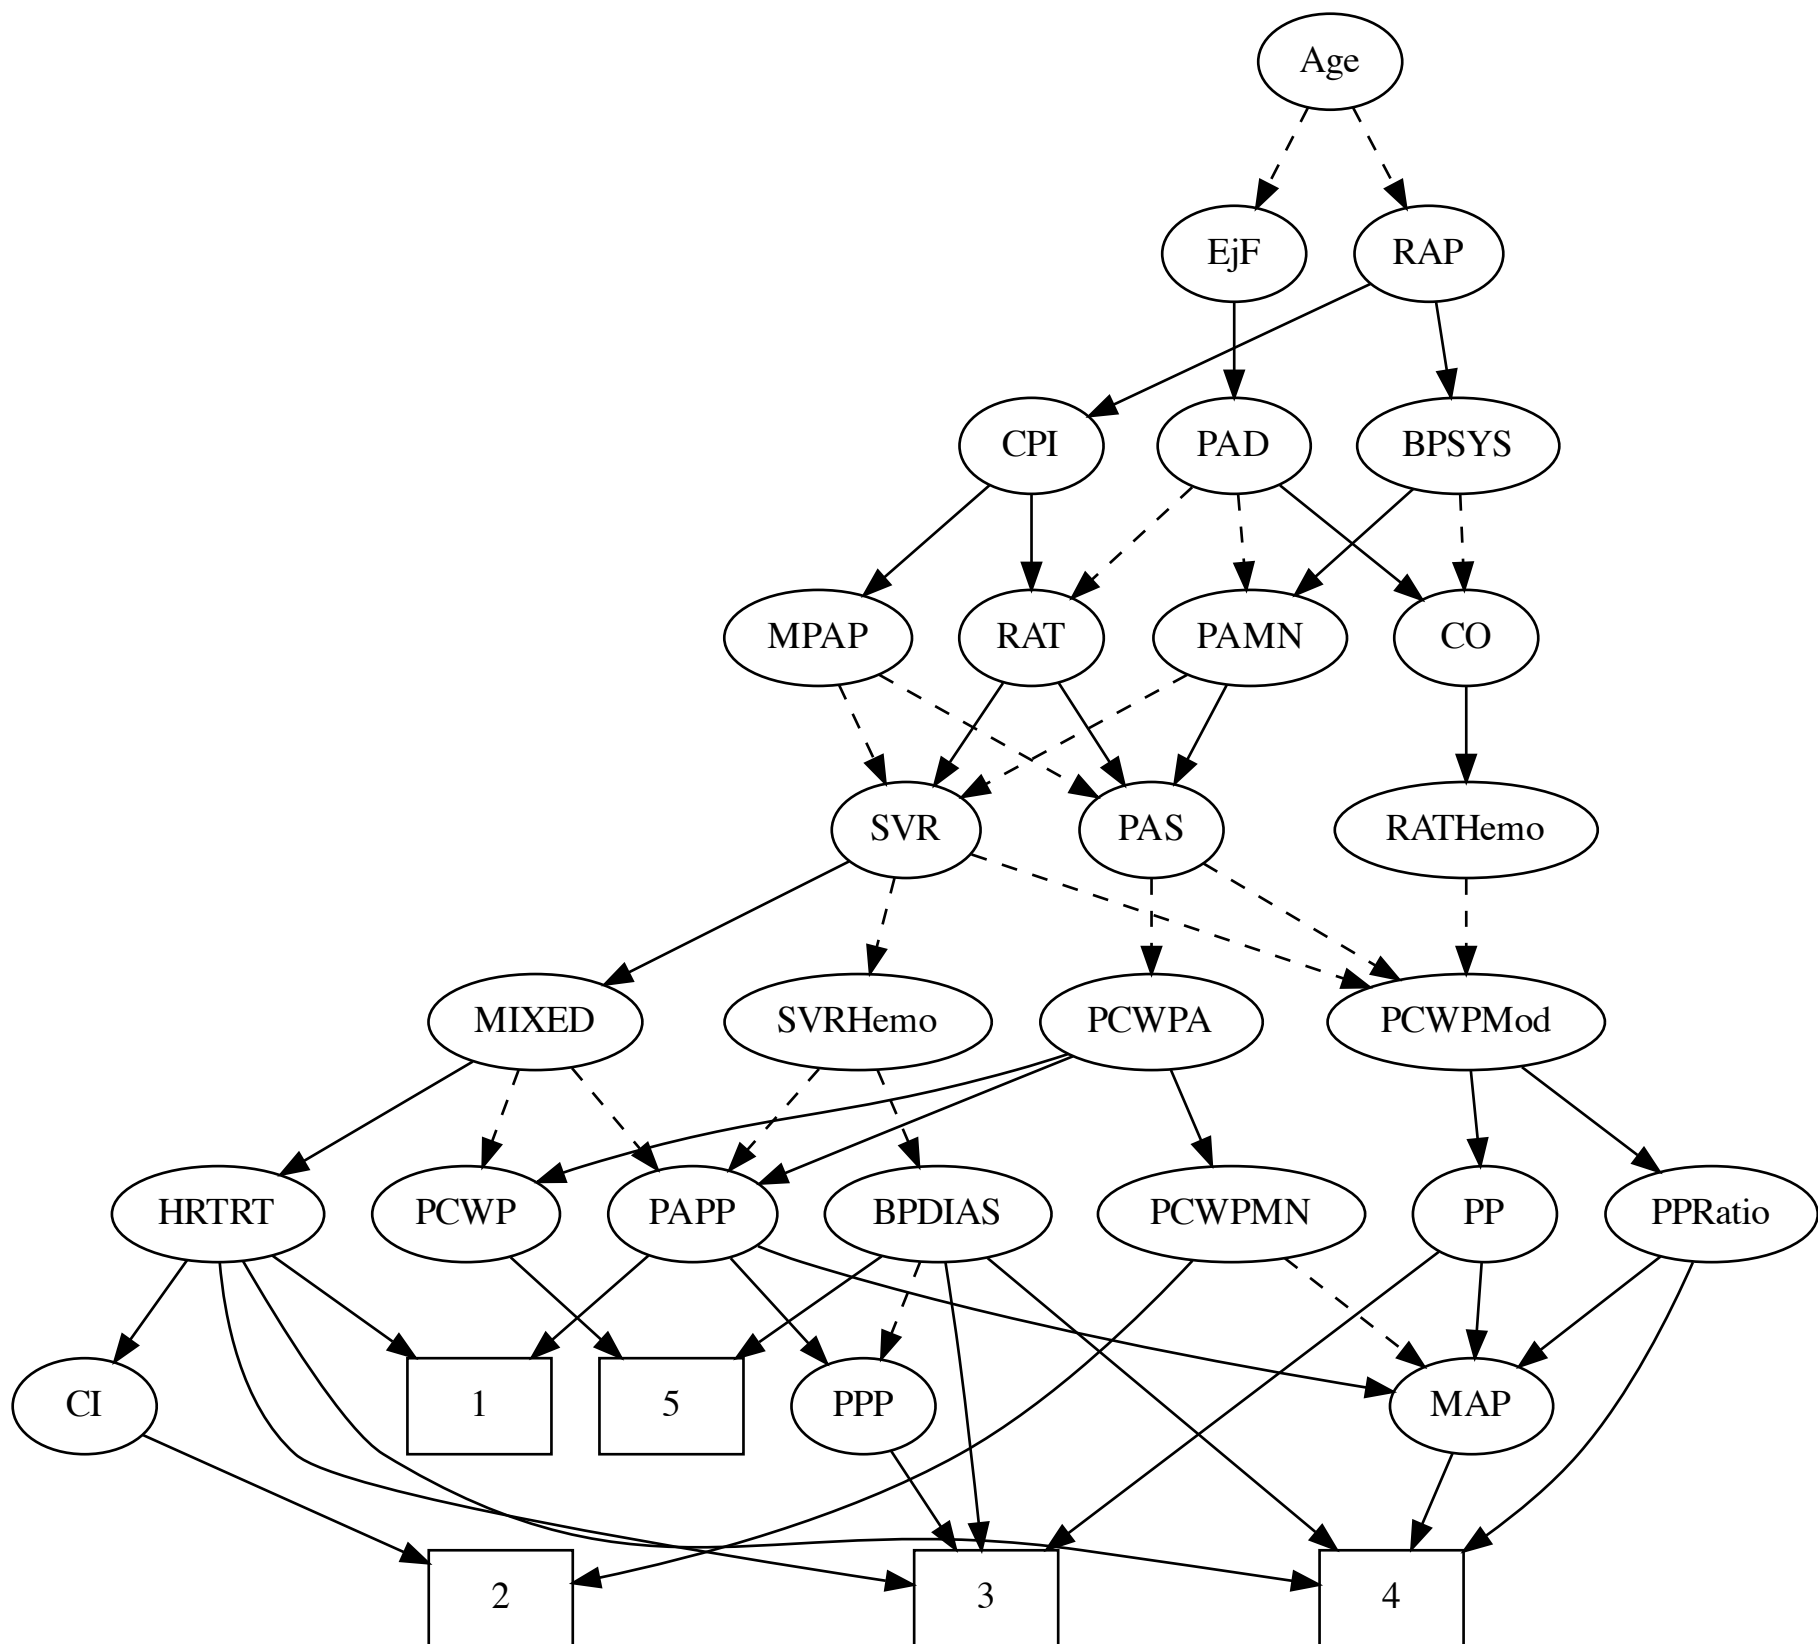 Age
EjF
RAP
CPI
PAD
BPSYS
MPAP
RAT
PAMN
CO
SVR
PAS
RATHemo
MIXED
SVRHemo
PCWPA
PCWPMod
HRTRT
PCWP
PAPP
BPDIAS
PCWPMN
PP
PPRatio
CI
1
5
PPP
MAP
2
3
4